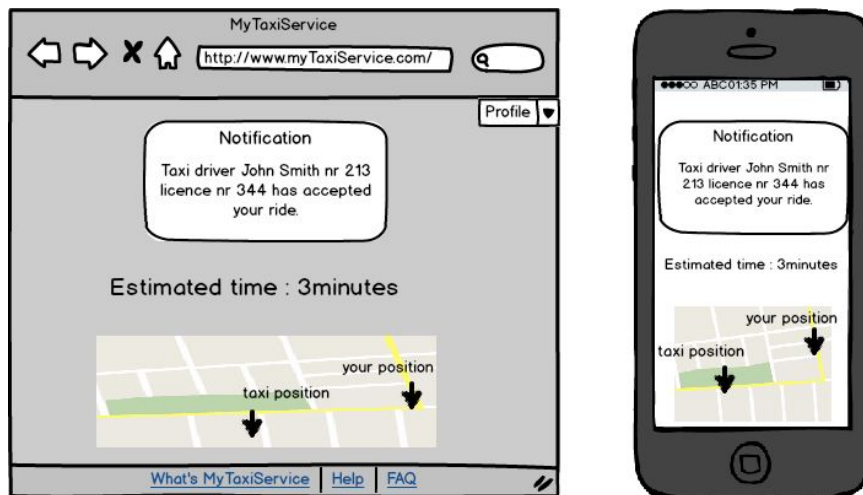 MyTaxiService
http://www.myTaxiService.com/
Profile
Notification
Taxi driver John Smith nr 213
licence nr 344 has accepted
your ride.
Estimated time : 3minutes
your position
taxi position
What's MyTaxiService
Help
FAQ
ABC01:35 PM
Notification
Taxi driver John Smith nr
213 licence nr 344 has
accepted your ride.
Estimated time : 3minutes
your position
taxi position